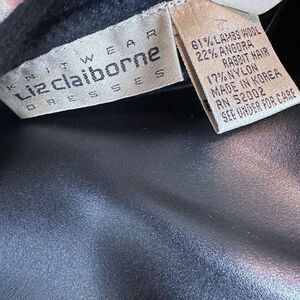 KNITWEAR
liz claiborne
DRESSES
61% LAMBS WOOL
22% ANGORA
RABBIT HAIR
17% NYLON
MADE IN KOREA
RN 52002
SEE UNDER FOR CARE